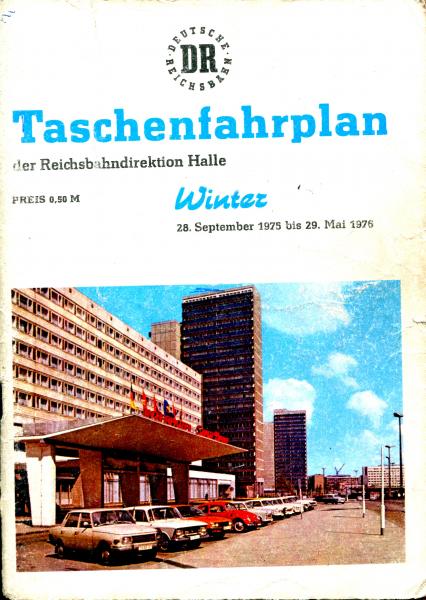 DEUTSCHE
DR
REICHSBAHN
Taschenfahrplan
der Reichsbahndirektion Halle
PREIS 0,50 M
Winter
28. September 1975 bis 29. Mai 1976